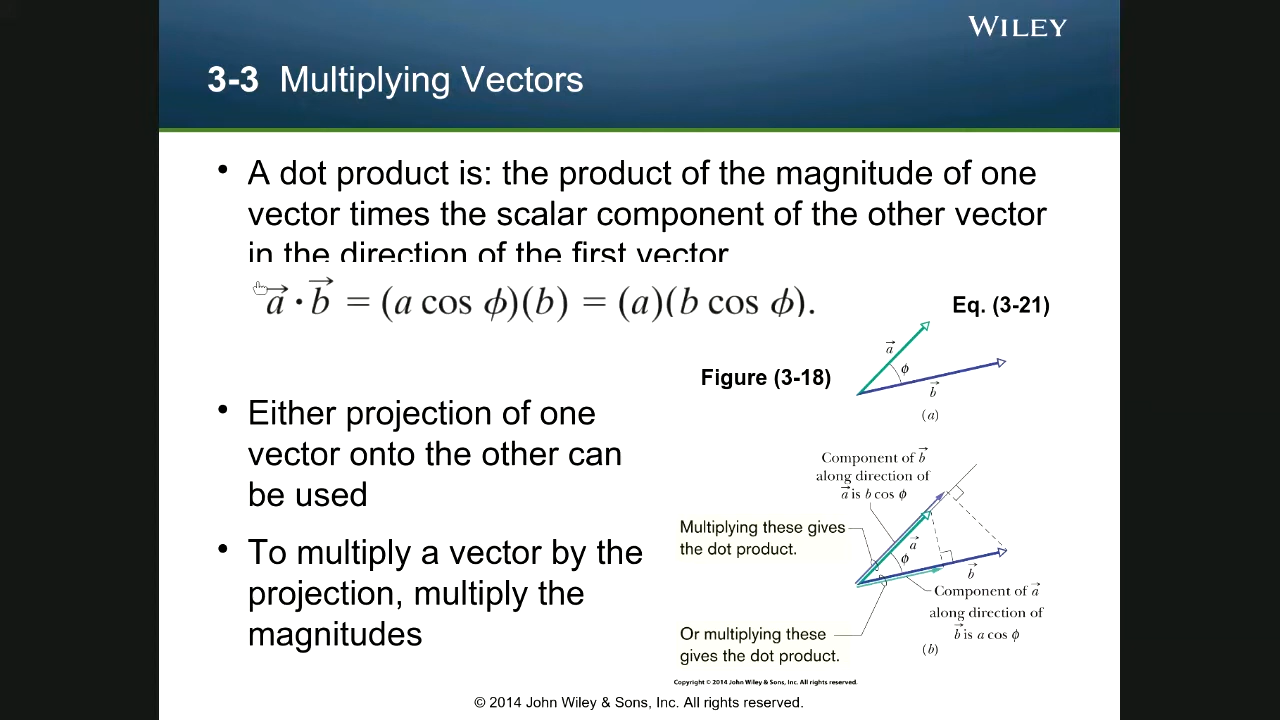 WILEY
3-3 Multiplying Vectors
• A dot product is: the product of the magnitude of one
vector times the scalar component of the other vector
in the direction of the first vector
a⃗ · b⃗ = (a cos ϕ)(b) = (a)(b cos ϕ).
Eq. (3-21)
Figure (3-18)
a⃗
ϕ
b⃗
(a)
• Either projection of one
vector onto the other can
be used
• To multiply a vector by the
projection, multiply the
magnitudes
Component of b⃗
along direction of
a⃗ is b cos ϕ
Multiplying these gives
the dot product.
a⃗
ϕ
b⃗
Component of a⃗
along direction of
b⃗ is a cos ϕ
Or multiplying these
gives the dot product.
(b)
Copyright © 2014 John Wiley & Sons, Inc. All rights reserved.
© 2014 John Wiley & Sons, Inc. All rights reserved.